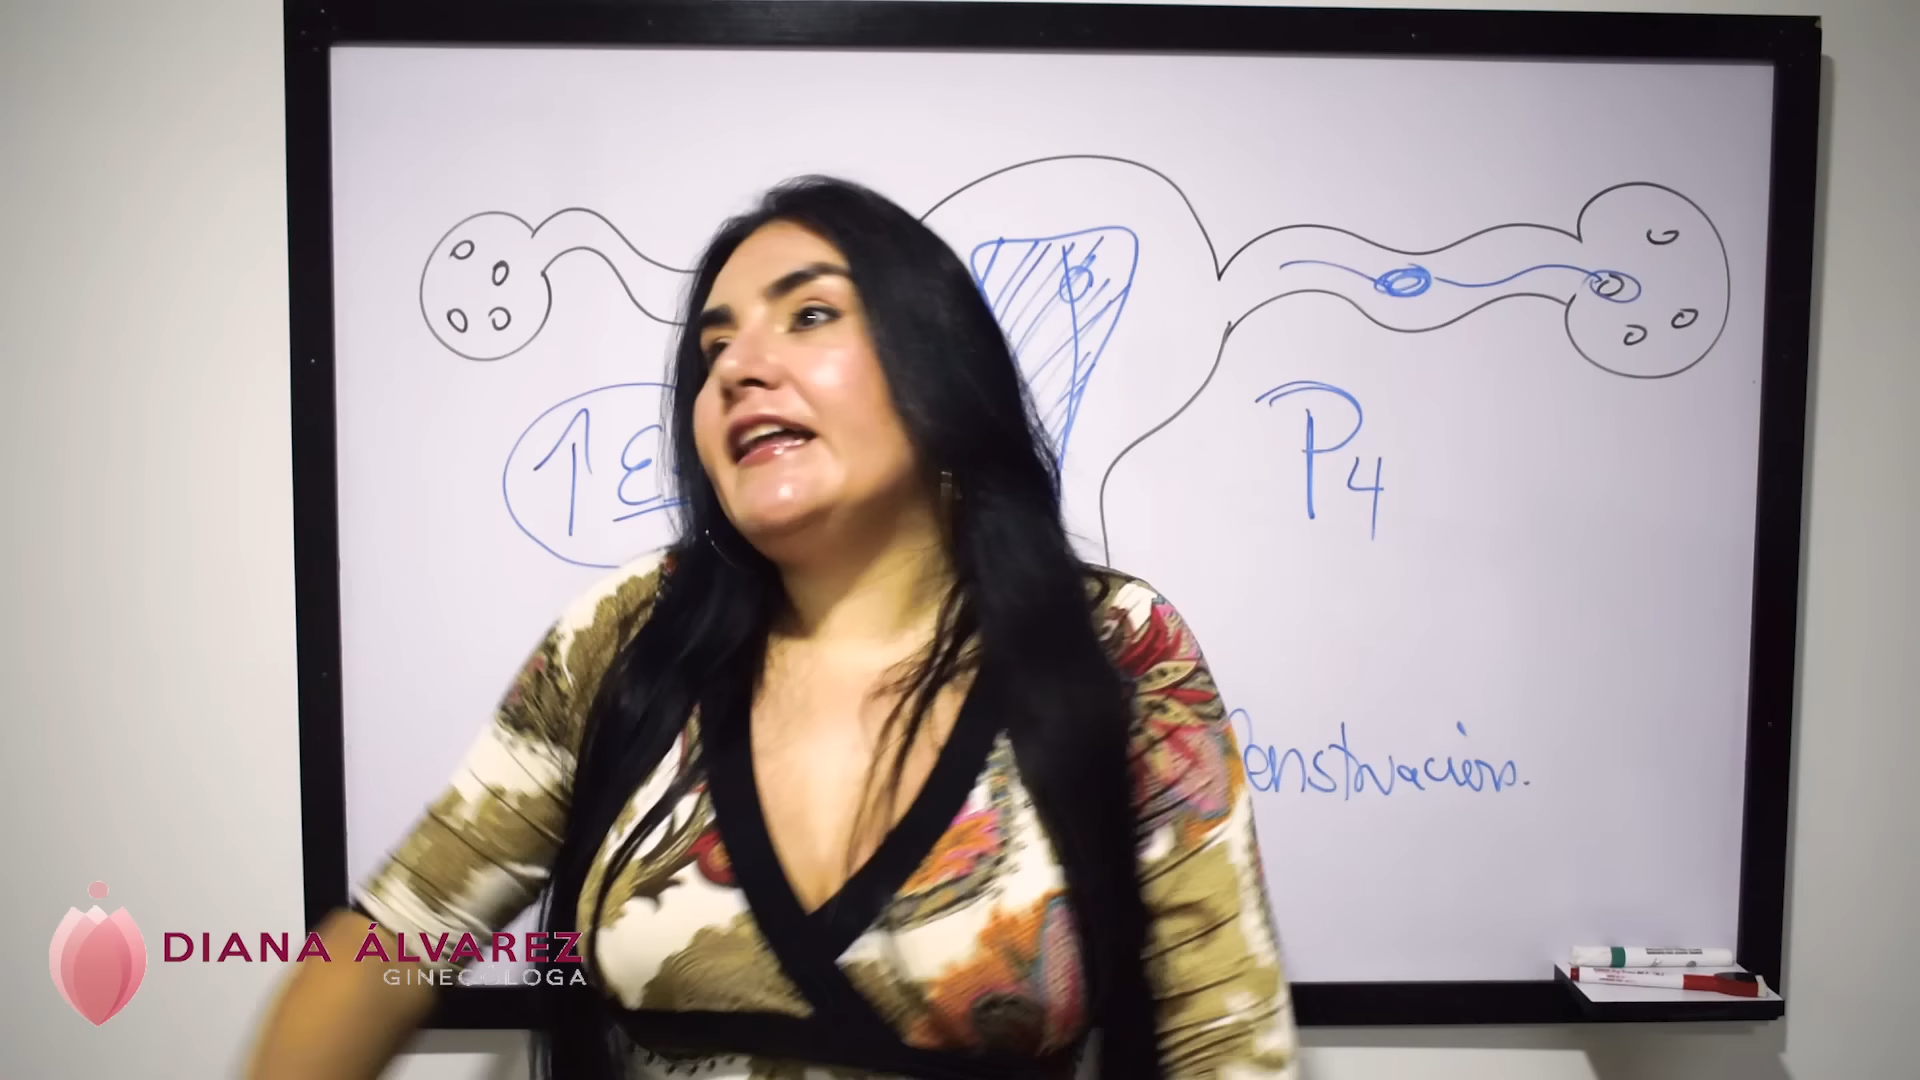 ↑E
P4
enstruación.
DIANA ÁLVAREZ
GINECÓLOGA